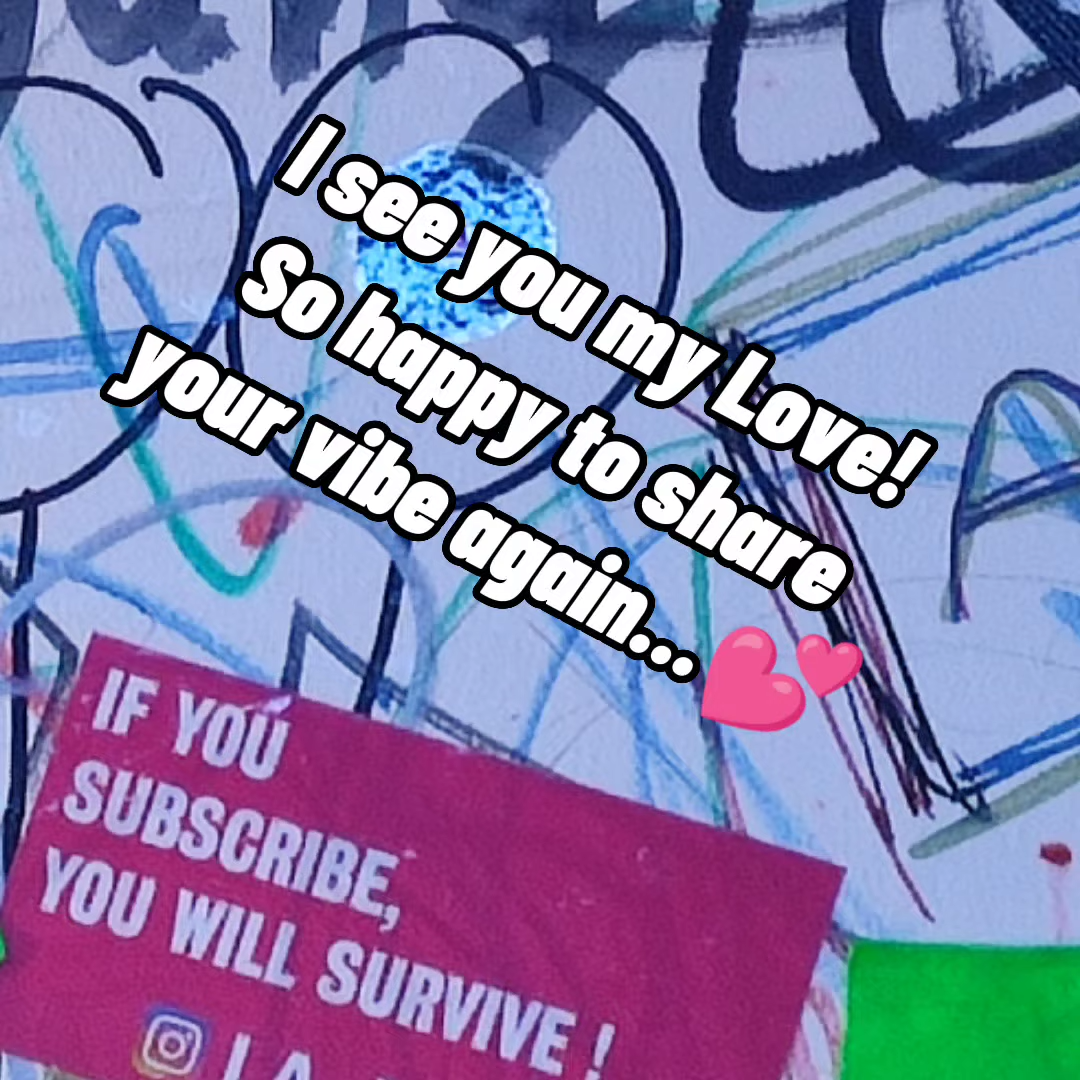 I see you my Love!
So happy to share
your vibe again...💕
IF YOU
SUBSCRIBE,
YOU WILL SURVIVE !